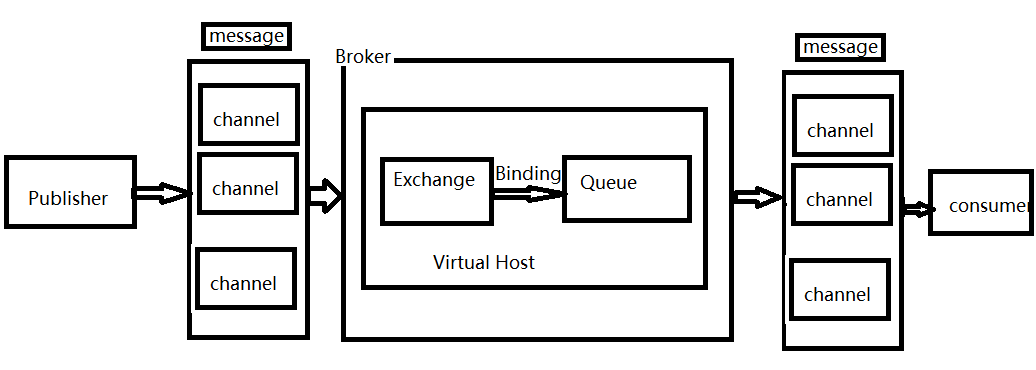 message
channel
channel
channel
Publisher
Broker
Exchange
Binding
Queue
Virtual Host
message
channel
channel
channel
consumer